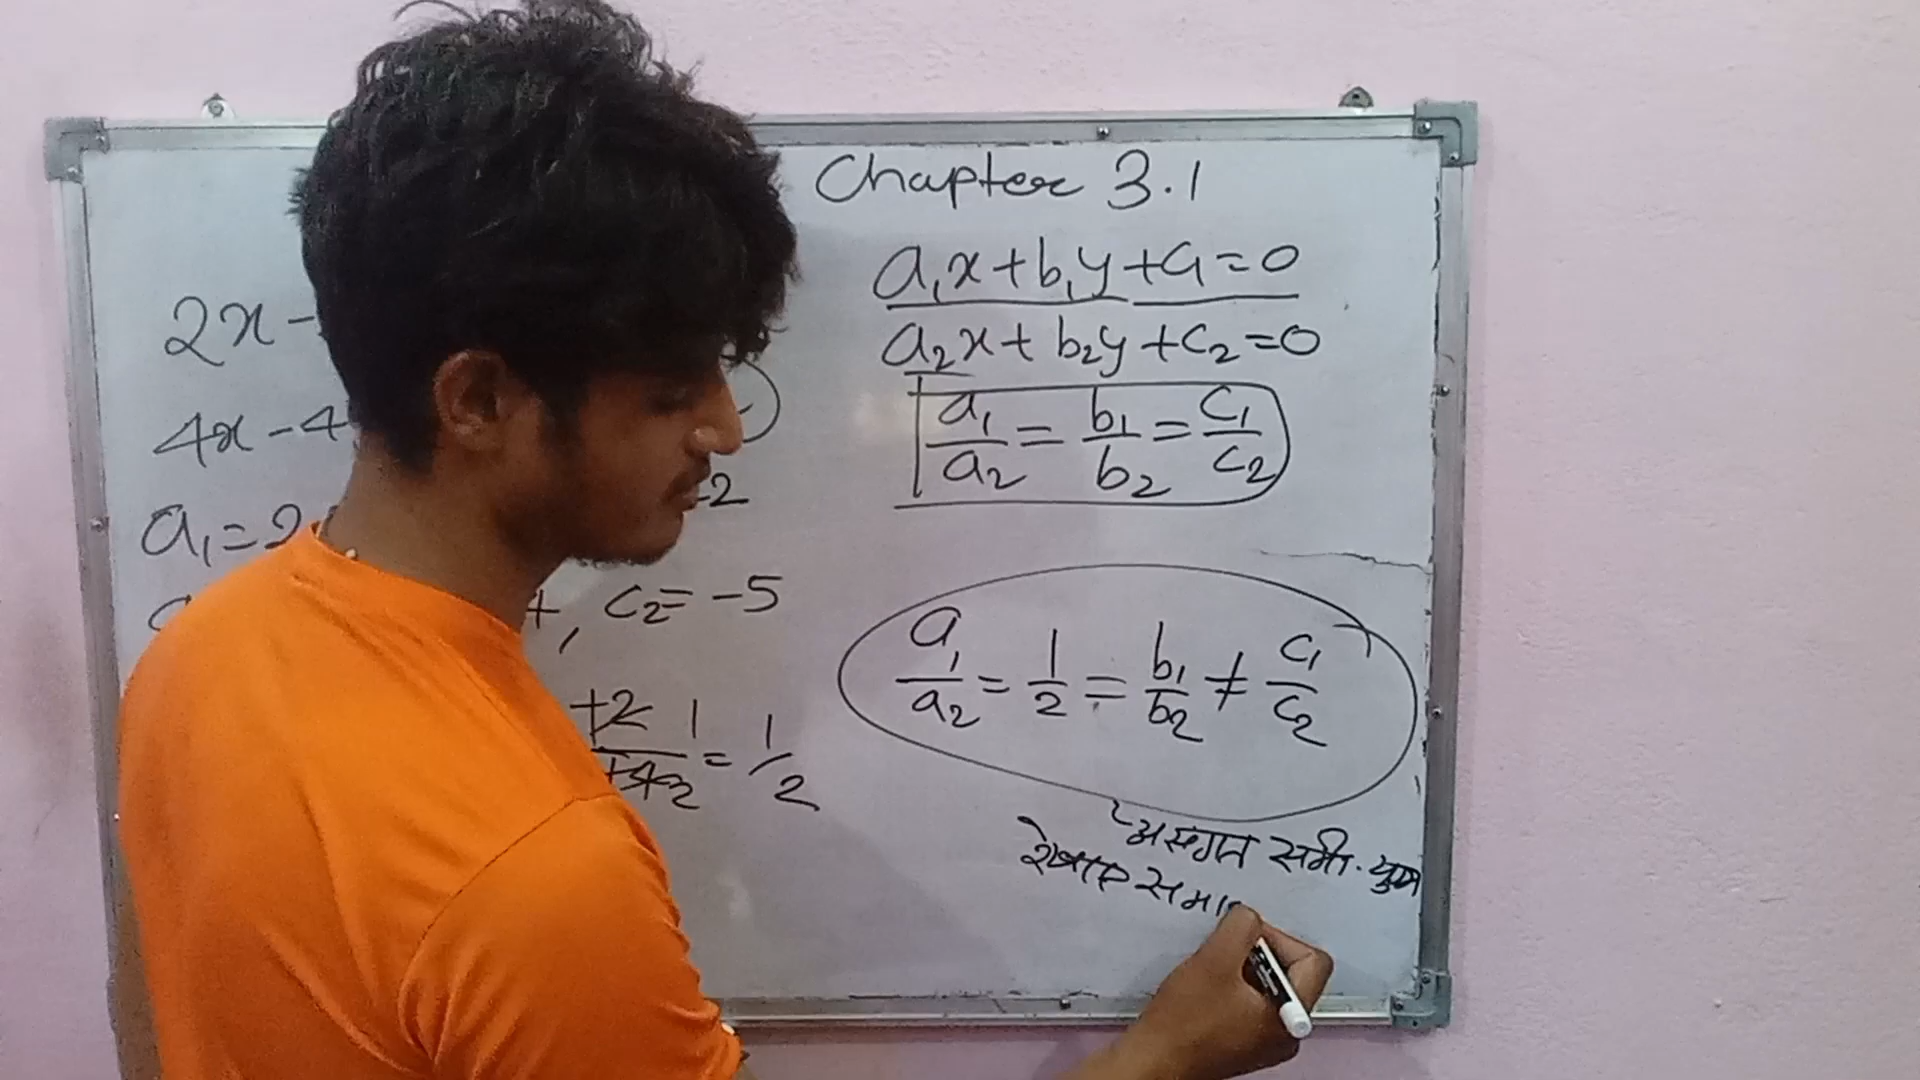 Chapter 3.1
a₁x + b₁y + c₁ = 0
a₂x + b₂y + c₂ = 0
a₁/a₂ = b₁/b₂ = c₁/c₂
2x -
4x - 4
-2
a₁ = 2
, c₂ = -5
+2 1 / +4 2 = 1/2
a₁/a₂ = 1/2 = b₁/b₂ ≠ c₁/c₂
असंगत समी.